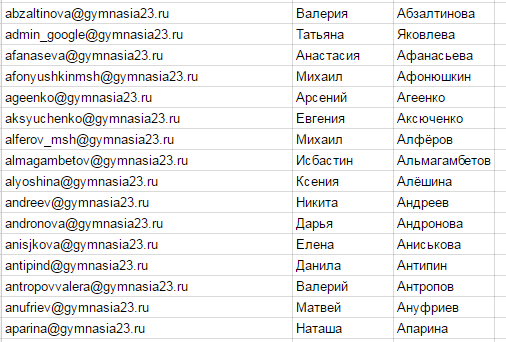 abzaltinova@gymnasia23.ru Валерия Абзалтинова
admin_google@gymnasia23.ru Татьяна Яковлева
afanaseva@gymnasia23.ru Анастасия Афанасьева
afonyushkinmsh@gymnasia23.ru Михаил Афонюшкин
ageenko@gymnasia23.ru Арсений Агеенко
aksyuchenko@gymnasia23.ru Евгения Аксюченко
alferov_msh@gymnasia23.ru Михаил Алфёров
almagambetov@gymnasia23.ru Исбастин Альмагамбетов
alyoshina@gymnasia23.ru Ксения Алёшина
andreev@gymnasia23.ru Никита Андреев
andronova@gymnasia23.ru Дарья Андронова
anisjkova@gymnasia23.ru Елена Аниськова
antipind@gymnasia23.ru Данила Антипин
antropovvalera@gymnasia23.ru Валерий Антропов
anufriev@gymnasia23.ru Матвей Ануфриев
aparina@gymnasia23.ru Наташа Апарина